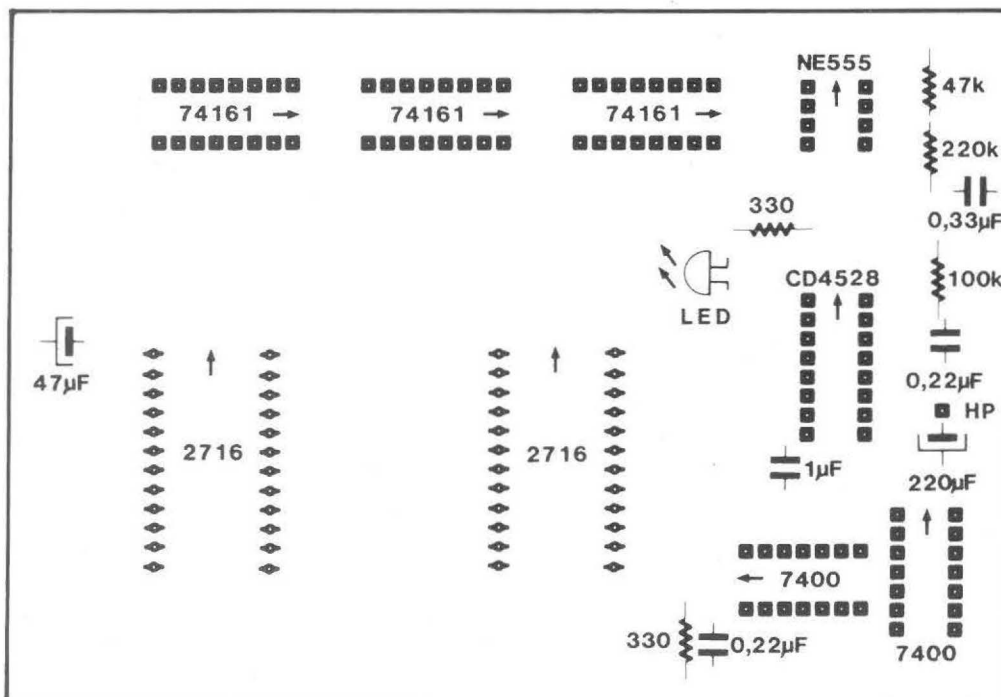 NE555
74161
74161
74161
47k
220k
0,33µF
330
100k
CD4528
LED
47µF
0,22µF
HP
2716
2716
1µF
220µF
7400
330
0,22µF
7400